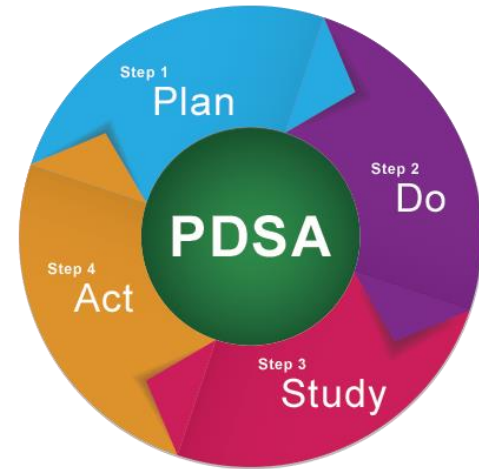 Step 1
Plan
Step 2
Do
PDSA
Step 4
Act
Step 3
Study